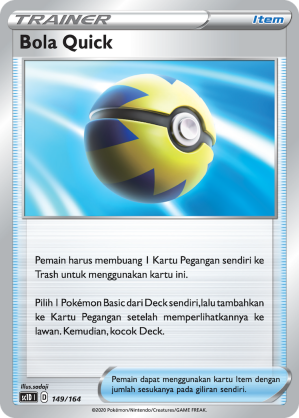 TRAINER
Item
Bola Quick
Pemain harus membuang 1 Kartu Pegangan sendiri ke
Trash untuk menggunakan kartu ini.
Pilih 1 Pokémon Basic dari Deck sendiri, lalu tambahkan
ke Kartu Pegangan setelah memperlihatkannya ke
lawan. Kemudian, kocok Deck.
Illus. sadaji
sc1D I D 149/164
Pemain dapat menggunakan kartu Item dengan
jumlah sesukanya pada giliran sendiri.
©2020 Pokémon/Nintendo/Creatures/GAME FREAK.